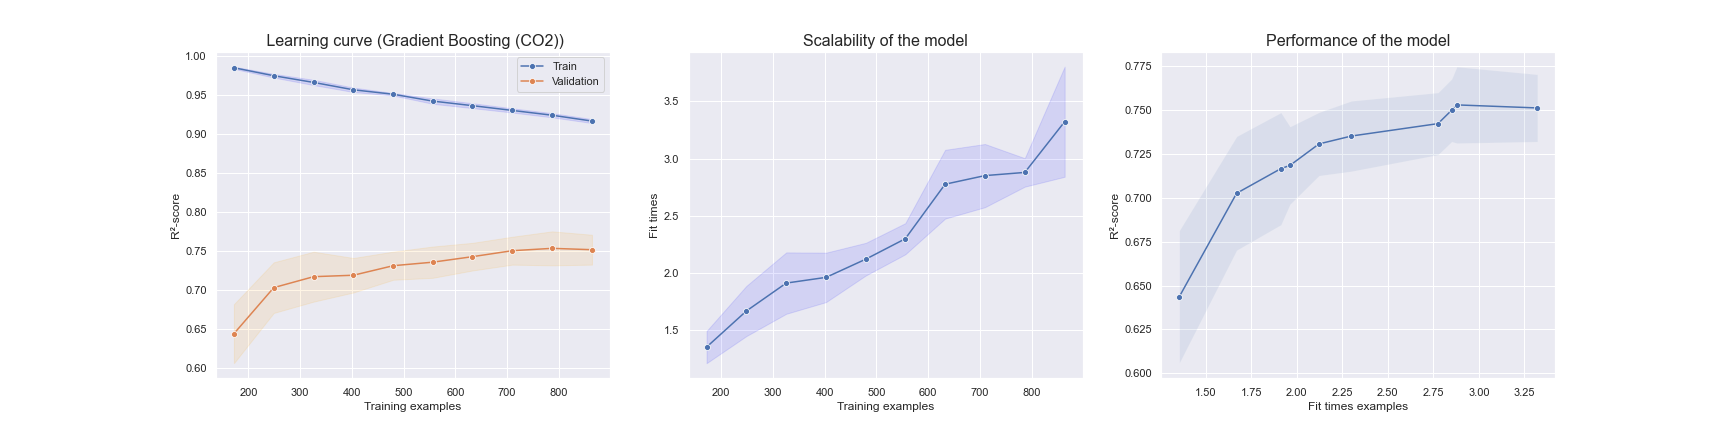 Learning curve (Gradient Boosting (CO2))
Train
Validation
1.00
0.95
0.90
0.85
0.80
0.75
0.70
0.65
0.60
R²-score
200 300 400 500 600 700 800
Training examples
Scalability of the model
3.5
3.0
2.5
2.0
1.5
Fit times
200 300 400 500 600 700 800
Training examples
Performance of the model
0.775
0.750
0.725
0.700
0.675
0.650
0.625
0.600
R²-score
1.50 1.75 2.00 2.25 2.50 2.75 3.00 3.25
Fit times examples